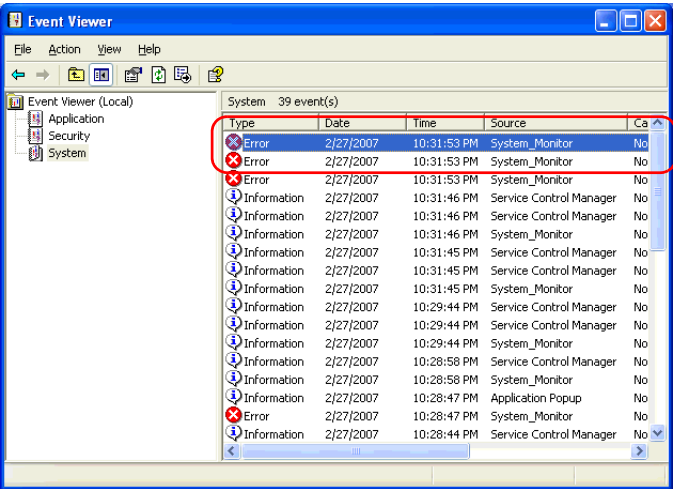 Event Viewer
File Action View Help
Event Viewer (Local)
Application
Security
System
System 39 event(s)
Type Date Time Source Ca
Error 2/27/2007 10:31:53 PM System_Monitor No
Error 2/27/2007 10:31:53 PM System_Monitor No
Error 2/27/2007 10:31:53 PM System_Monitor No
Information 2/27/2007 10:31:46 PM Service Control Manager No
Information 2/27/2007 10:31:46 PM Service Control Manager No
Information 2/27/2007 10:31:46 PM System_Monitor No
Information 2/27/2007 10:31:45 PM Service Control Manager No
Information 2/27/2007 10:31:45 PM Service Control Manager No
Information 2/27/2007 10:31:45 PM System_Monitor No
Information 2/27/2007 10:29:44 PM Service Control Manager No
Information 2/27/2007 10:29:44 PM Service Control Manager No
Information 2/27/2007 10:29:44 PM System_Monitor No
Information 2/27/2007 10:28:58 PM Service Control Manager No
Information 2/27/2007 10:28:58 PM System_Monitor No
Information 2/27/2007 10:28:47 PM Application Popup No
Error 2/27/2007 10:28:47 PM System_Monitor No
Information 2/27/2007 10:28:44 PM Service Control Manager No